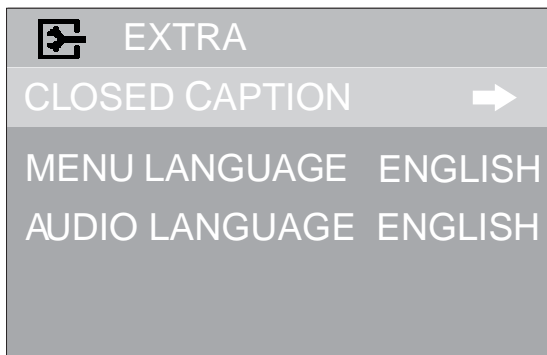 EXTRA
CLOSED CAPTION
MENU LANGUAGE ENGLISH
AUDIO LANGUAGE ENGLISH